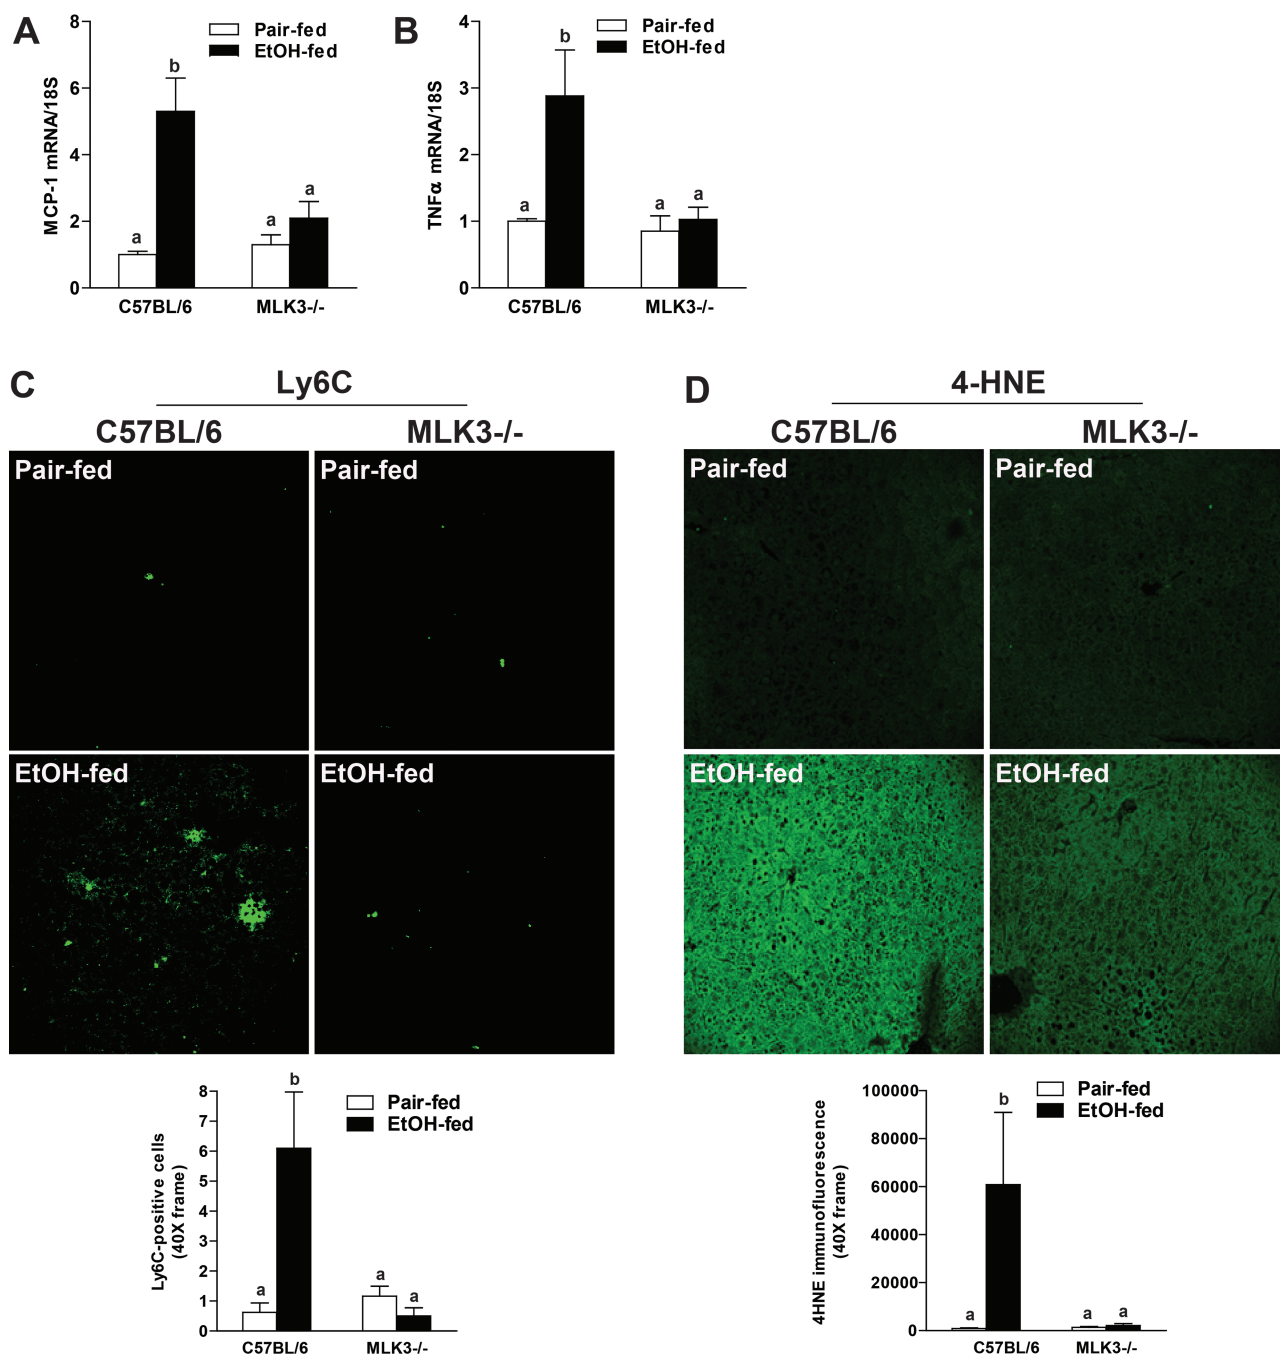 A
MCP-1 mRNA/18S
8
6
4
2
0
Pair-fed
EtOH-fed
a
b
a
a
C57BL/6
MLK3-/-
B
TNFα mRNA/18S
4
3
2
1
0
Pair-fed
EtOH-fed
a
b
a
a
C57BL/6
MLK3-/-
C
Ly6C
C57BL/6
MLK3-/-
Pair-fed
Pair-fed
EtOH-fed
EtOH-fed
Ly6C-positive cells
(40X frame)
8
7
6
5
4
3
2
1
0
Pair-fed
EtOH-fed
a
b
a
a
C57BL/6
MLK3-/-
D
4-HNE
C57BL/6
MLK3-/-
Pair-fed
Pair-fed
EtOH-fed
EtOH-fed
4HNE immunofluorescence
(40X frame)
100000
80000
60000
40000
20000
0
Pair-fed
EtOH-fed
a
b
a
a
C57BL/6
MLK3-/-